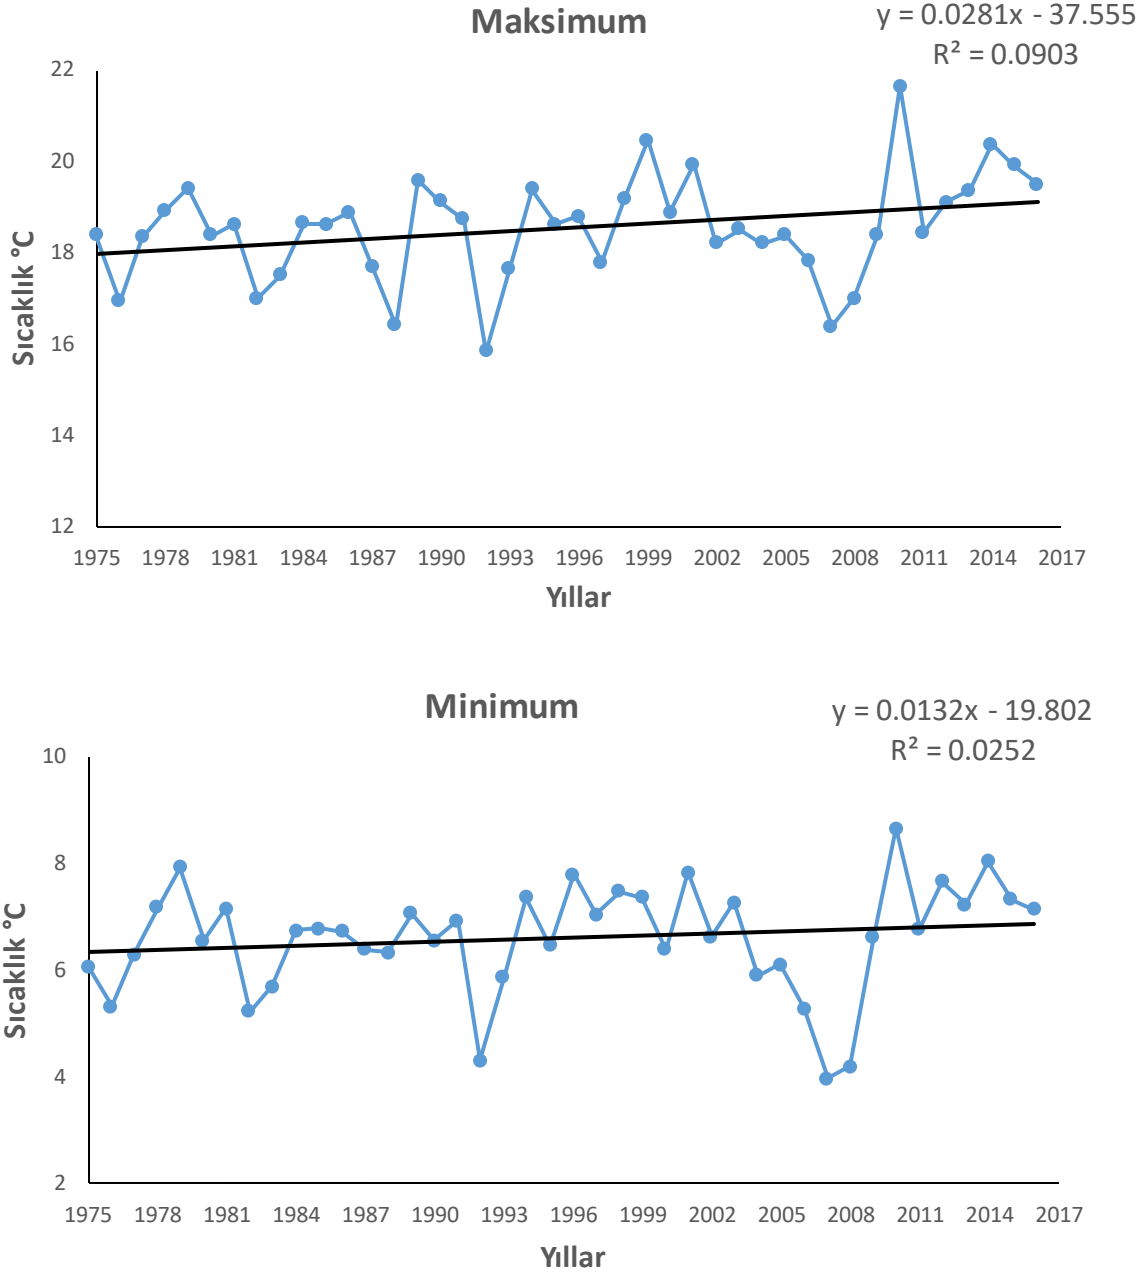 Maksimum
y = 0.0281x - 37.555
R² = 0.0903
22
20
18
16
14
12
Sıcaklık °C
1975 1978 1981 1984 1987 1990 1993 1996 1999 2002 2005 2008 2011 2014 2017
Yıllar
Minimum
y = 0.0132x - 19.802
R² = 0.0252
10
8
6
4
2
Sıcaklık °C
1975 1978 1981 1984 1987 1990 1993 1996 1999 2002 2005 2008 2011 2014 2017
Yıllar